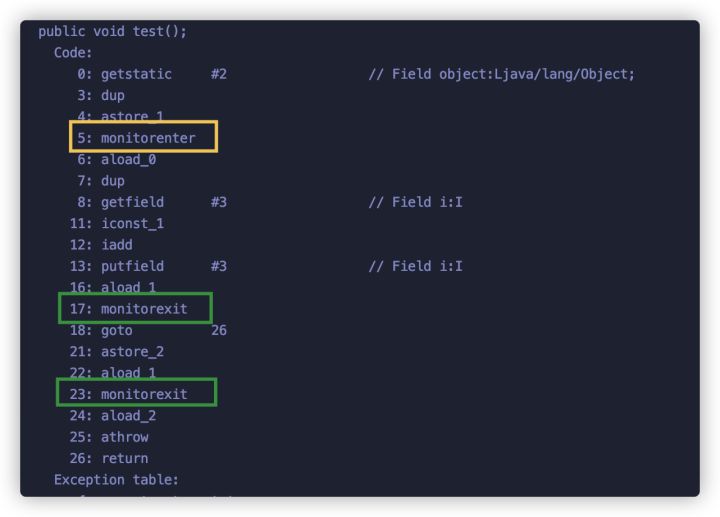 public void test();
Code:
0: getstatic #2 // Field object:Ljava/lang/Object;
3: dup
4: astore_1
5: monitorenter
6: aload_0
7: dup
8: getfield #3 // Field i:I
11: iconst_1
12: iadd
13: putfield #3 // Field i:I
16: aload_1
17: monitorexit
18: goto 26
21: astore_2
22: aload_1
23: monitorexit
24: aload_2
25: athrow
26: return
Exception table: